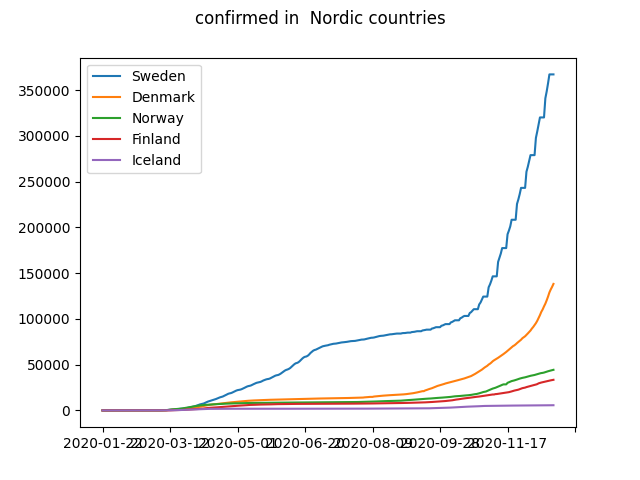 confirmed in  Nordic countries
Sweden
Denmark
Norway
Finland
Iceland
350000
300000
250000
200000
150000
100000
50000
0
2020-01-22 2020-03-12 2020-05-01 2020-06-20 2020-08-09 2020-09-28 2020-11-17